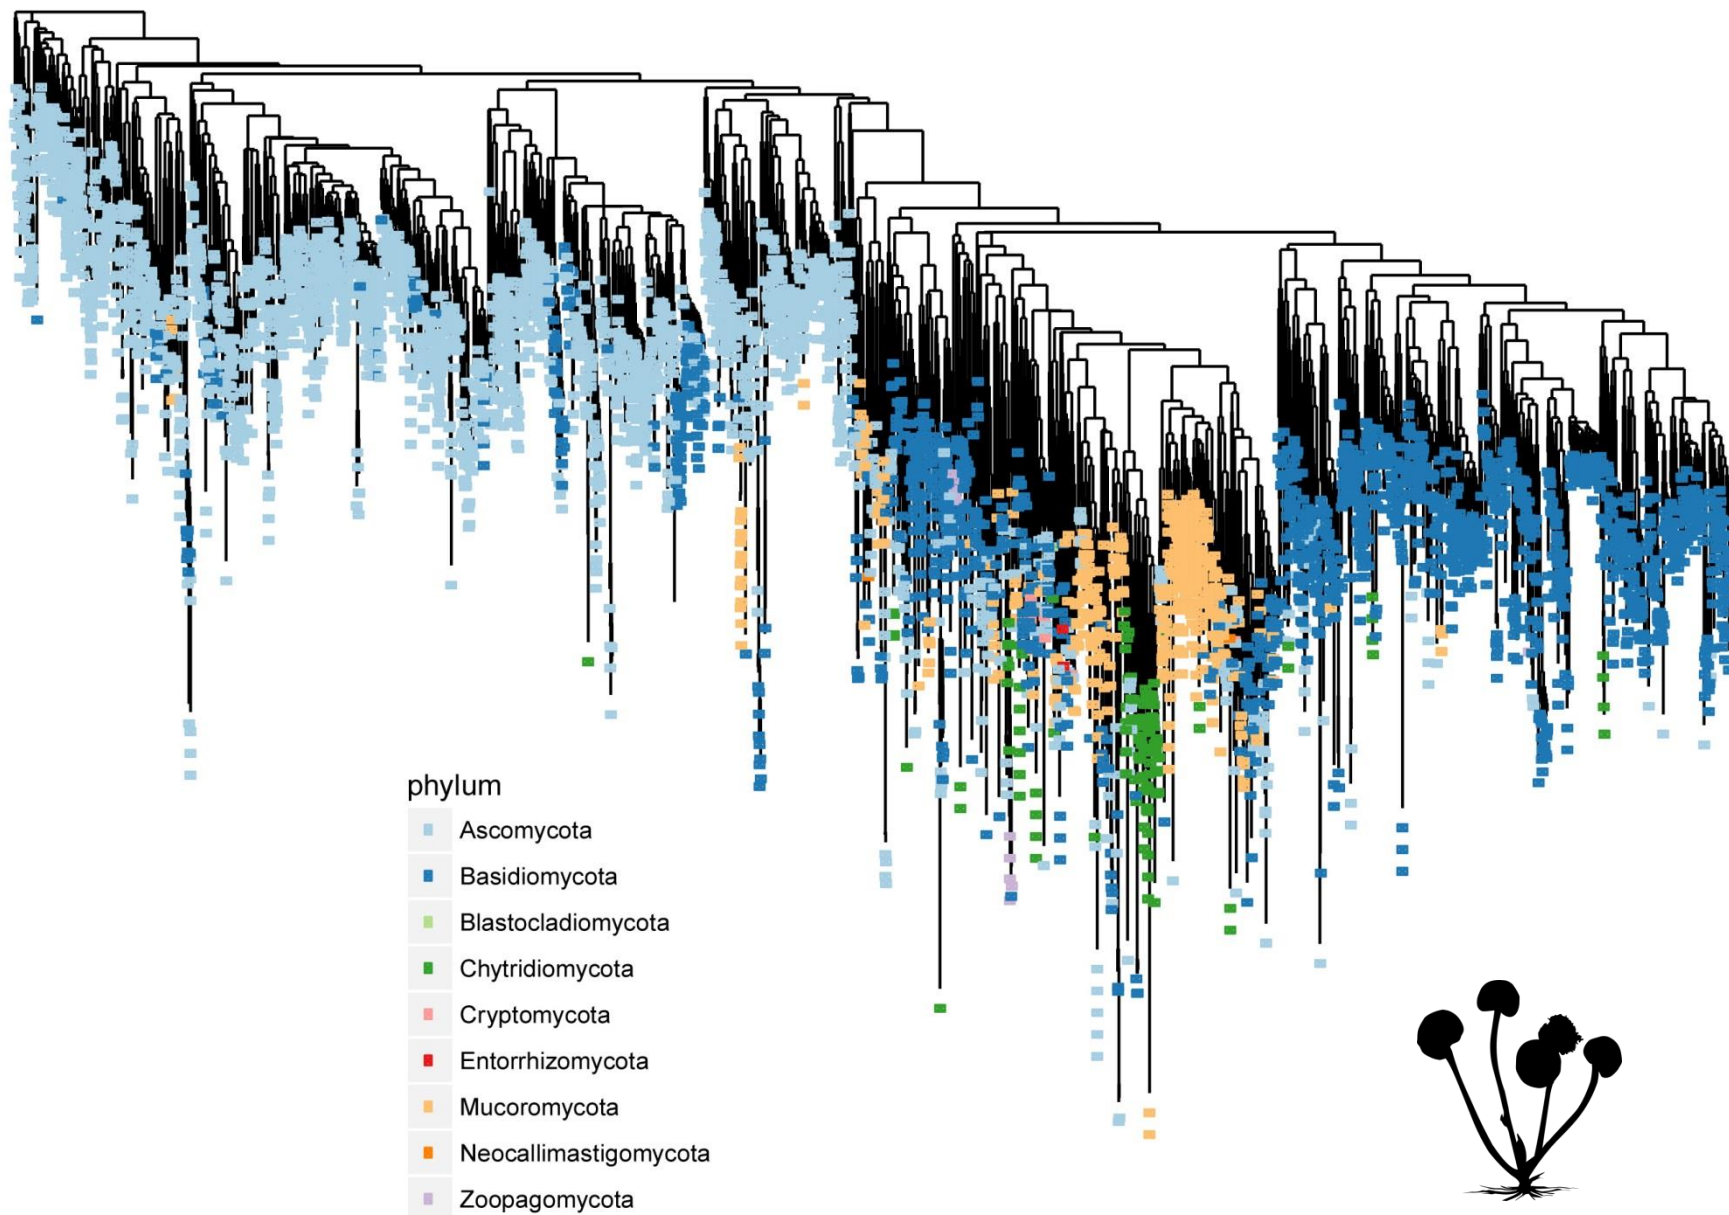 phylum
Ascomycota
Basidiomycota
Blastocladiomycota
Chytridiomycota
Cryptomycota
Entorrhizomycota
Mucoromycota
Neocallimastigomycota
Zoopagomycota